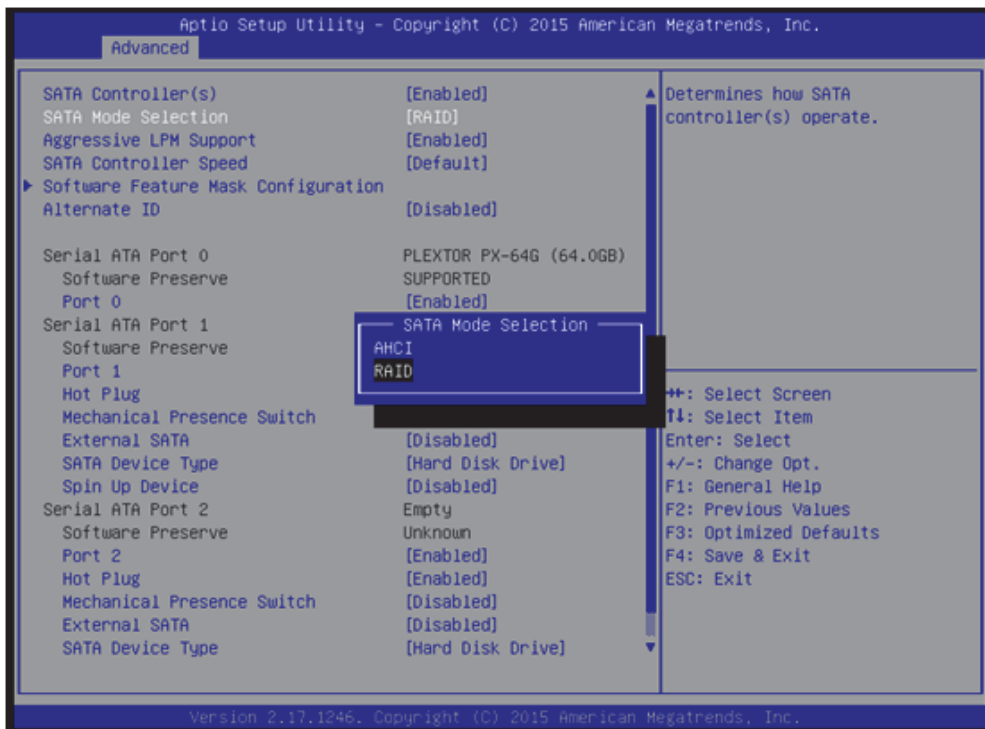 Aptio Setup Utility - Copyright (C) 2015 American Megatrends, Inc.
Advanced
SATA Controller(s) [Enabled]
SATA Mode Selection [RAID]
Aggressive LPM Support [Enabled]
SATA Controller Speed [Default]
Software Feature Mask Configuration
Alternate ID [Disabled]
Serial ATA Port 0 PLEXTOR PX-64G (64.0GB)
Software Preserve SUPPORTED
Port 0 [Enabled]
Serial ATA Port 1
Software Preserve
Port 1
Hot Plug
Mechanical Presence Switch
External SATA [Disabled]
SATA Device Type [Hard Disk Drive]
Spin Up Device [Disabled]
Serial ATA Port 2 Empty
Software Preserve Unknown
Port 2 [Enabled]
Hot Plug [Enabled]
Mechanical Presence Switch [Disabled]
External SATA [Disabled]
SATA Device Type [Hard Disk Drive]
SATA Mode Selection
AHCI
RAID
Determines how SATA
controller(s) operate.
→←: Select Screen
↑↓: Select Item
Enter: Select
+/-: Change Opt.
F1: General Help
F2: Previous Values
F3: Optimized Defaults
F4: Save & Exit
ESC: Exit
Version 2.17.1246. Copyright (C) 2015 American Megatrends, Inc.